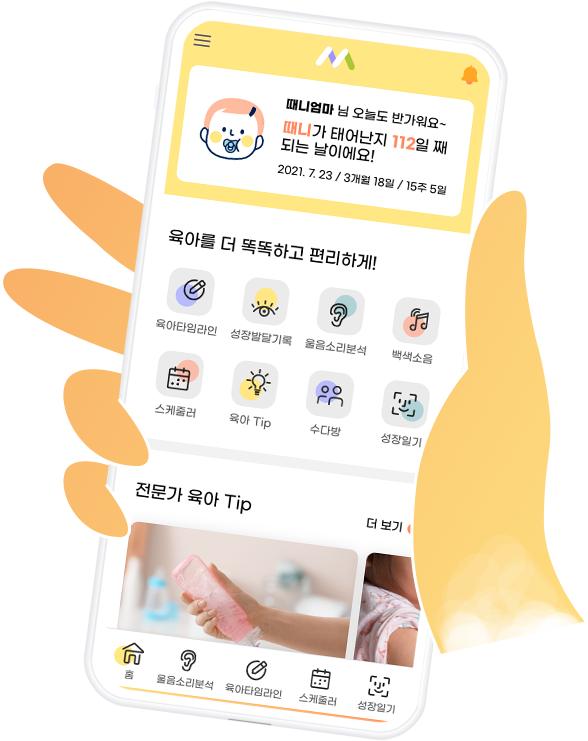 때니엄마 님 오늘도 반가워요~
때니가 태어난지 112일 째
되는 날이에요!
2021. 7. 23 / 3개월 18일 / 15주 5일
육아를 더 똑똑하고 편리하게!
육아타임라인
성장발달기록
울음소리분석
백색소음
스케줄러
육아 Tip
수다방
성장일기
전문가 육아 Tip
더 보기
홈
울음소리분석
육아타임라인
스케줄러
성장일기